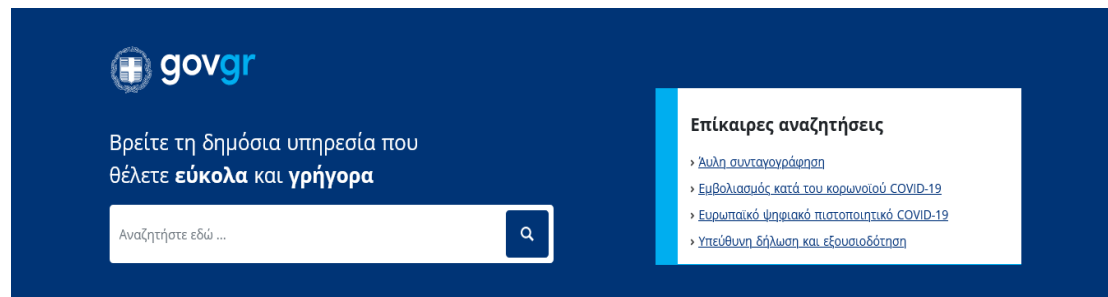 govgr
Βρείτε τη δημόσια υπηρεσία που
θέλετε εύκολα και γρήγορα
Αναζητήστε εδώ ...
Επίκαιρες αναζητήσεις
› Άυλη συνταγογράφηση
› Εμβολιασμός κατά του κορωνοϊού COVID-19
› Ευρωπαϊκό ψηφιακό πιστοποιητικό COVID-19
› Υπεύθυνη δήλωση και εξουσιοδότηση